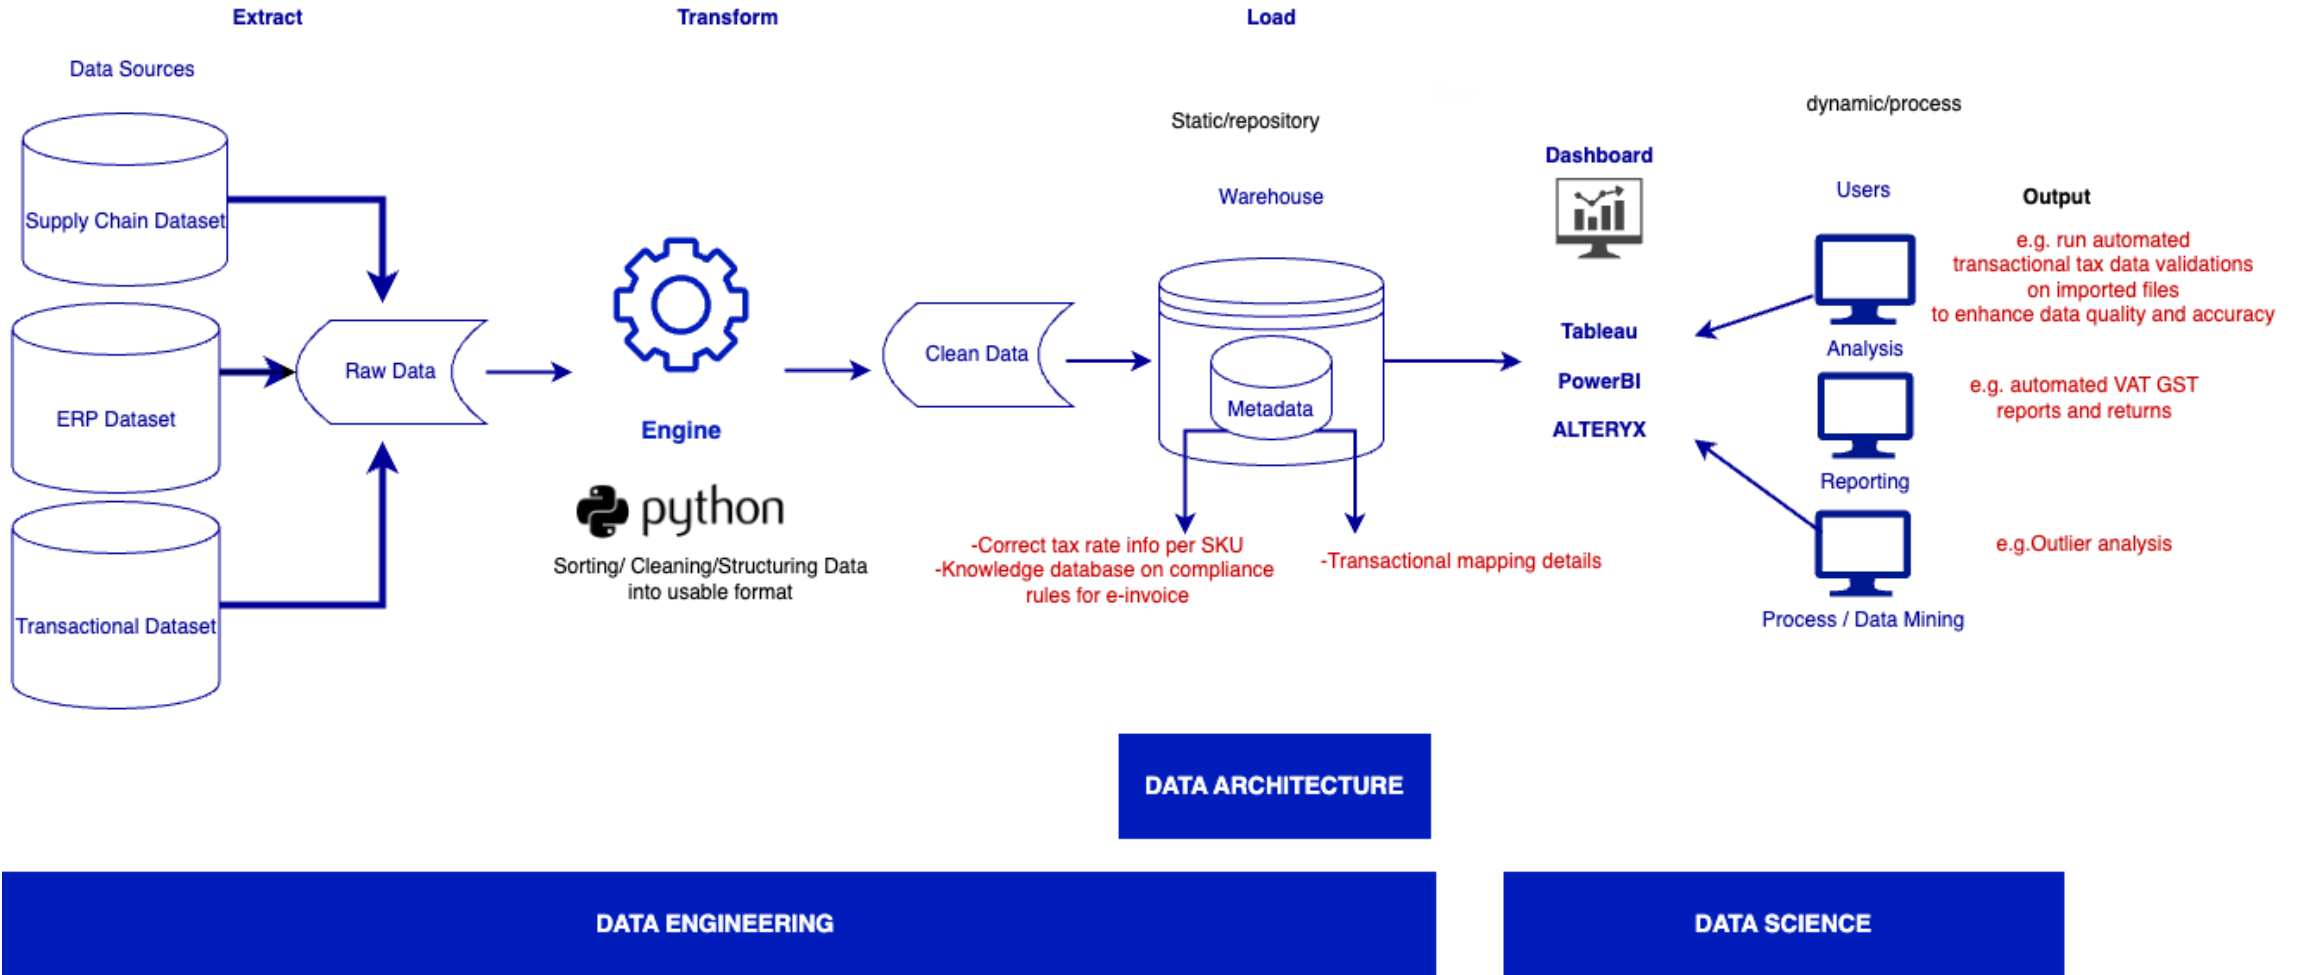 Extract
Transform
Load
Data Sources
Supply Chain Dataset
ERP Dataset
Transactional Dataset
Raw Data
Engine
python
Sorting/ Cleaning/Structuring Data
into usable format
Clean Data
Static/repository
Warehouse
Metadata
-Correct tax rate info per SKU
-Knowledge database on compliance
rules for e-invoice
-Transactional mapping details
Dashboard
Tableau
PowerBI
ALTERYX
dynamic/process
Users
Analysis
Reporting
Process / Data Mining
Output
e.g. run automated
transactional tax data validations
on imported files
to enhance data quality and accuracy
e.g. automated VAT GST
reports and returns
e.g.Outlier analysis
DATA ARCHITECTURE
DATA ENGINEERING
DATA SCIENCE